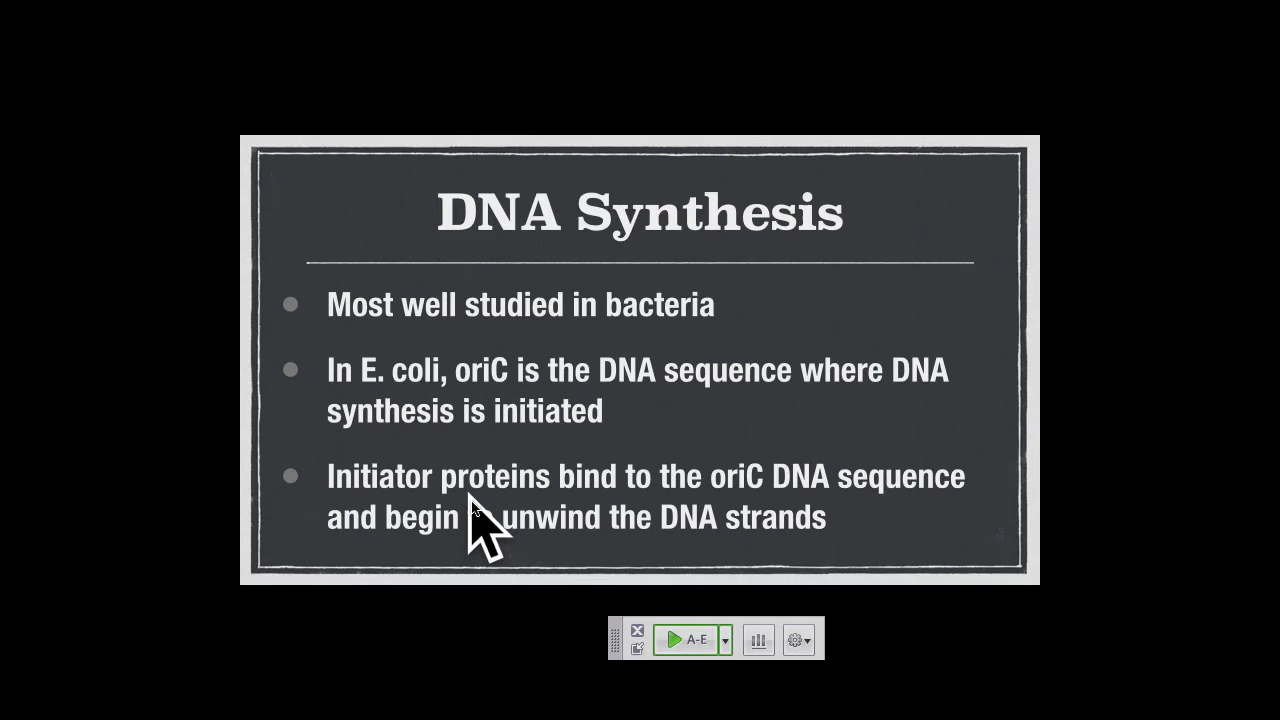 DNA Synthesis
Most well studied in bacteria
In E. coli, oriC is the DNA sequence where DNA
synthesis is initiated
Initiator proteins bind to the oriC DNA sequence
and begin unwind the DNA strands
A-E